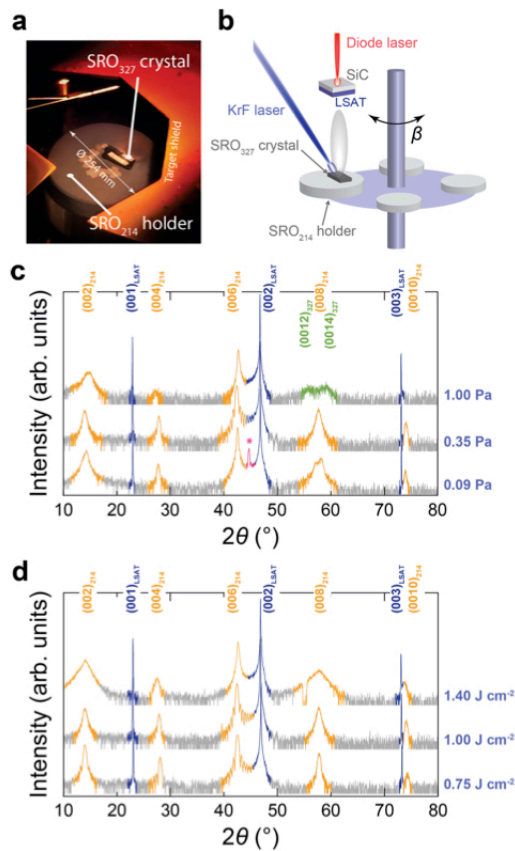 a
SRO327 crystal
Target shield
Ø 25.4 mm
SRO214 holder
b
Diode laser
SiC
LSAT
KrF laser
β
SRO327 crystal
SRO214 holder
c
(002)214 (001)LSAT (004)214 (006)214 (002)LSAT (0012)327 (008)214 (0014)327 (003)LSAT (0010)214
Intensity (arb. units)
1.00 Pa
0.35 Pa
*
0.09 Pa
10 20 30 40 50 60 70 80
2θ (°)
d
(002)214 (001)LSAT (004)214 (006)214 (002)LSAT (008)214 (003)LSAT (0010)214
Intensity (arb. units)
1.40 J cm-2
1.00 J cm-2
0.75 J cm-2
10 20 30 40 50 60 70 80
2θ (°)